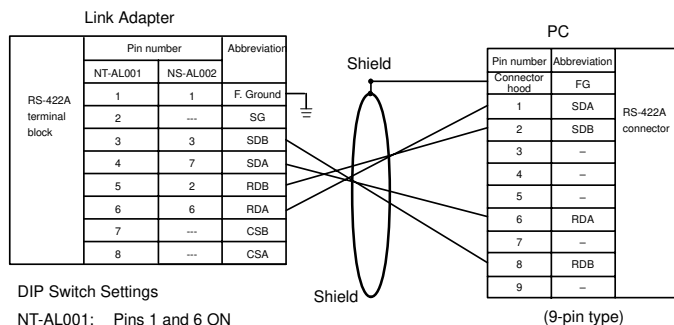 Link Adapter
RS-422A
terminal
block
Pin number Abbreviation
NT-AL001 NS-AL002
1 1 F. Ground
2 --- SG
3 3 SDB
4 7 SDA
5 2 RDB
6 6 RDA
7 --- CSB
8 --- CSA
Shield
Shield
PC
Pin number Abbreviation
Connector
hood FG
1 SDA
2 SDB
3 –
4 –
5 –
6 RDA
7 –
8 RDB
9 –
RS-422A
connector
(9-pin type)
DIP Switch Settings
NT-AL001: Pins 1 and 6 ON